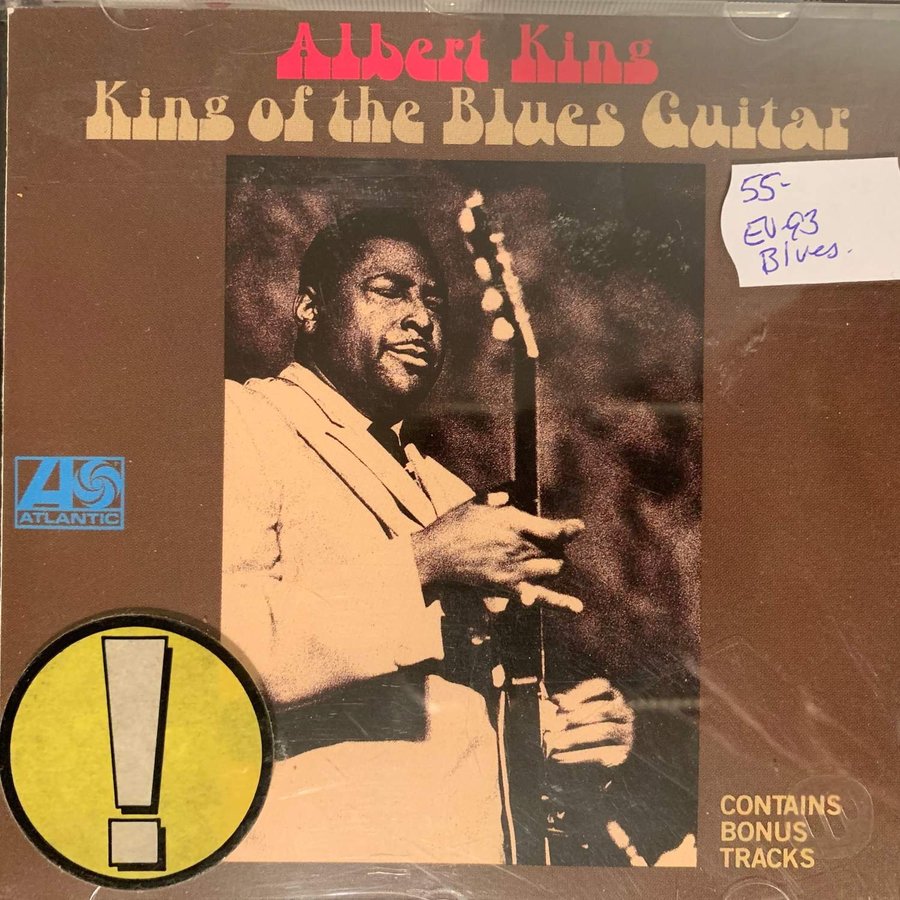 Albert King
King of the Blues Guitar
55-
EV-93
Blues.
ATLANTIC
!
CONTAINS
BONUS
TRACKS